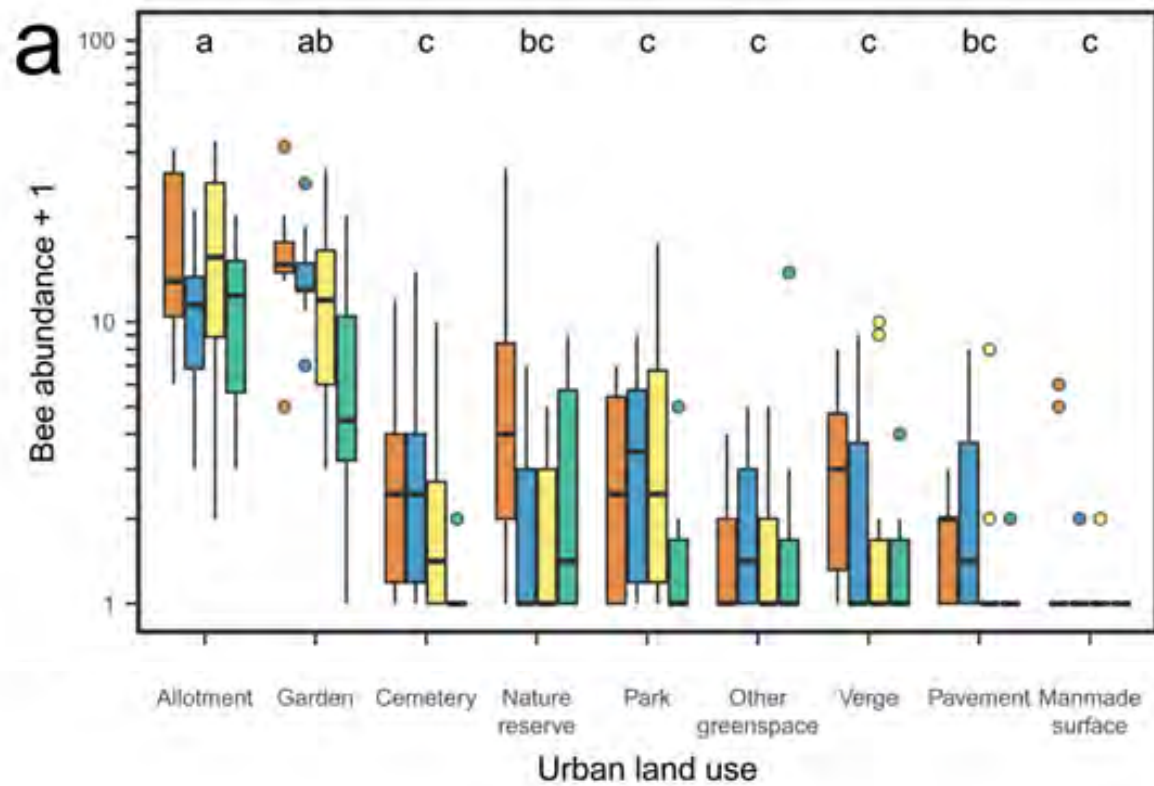 a
100 a ab c bc c c c bc c
10
1
Bee abundance + 1
Allotment Garden Cemetery Nature reserve Park Other greenspace Verge Pavement Manmade surface
Urban land use